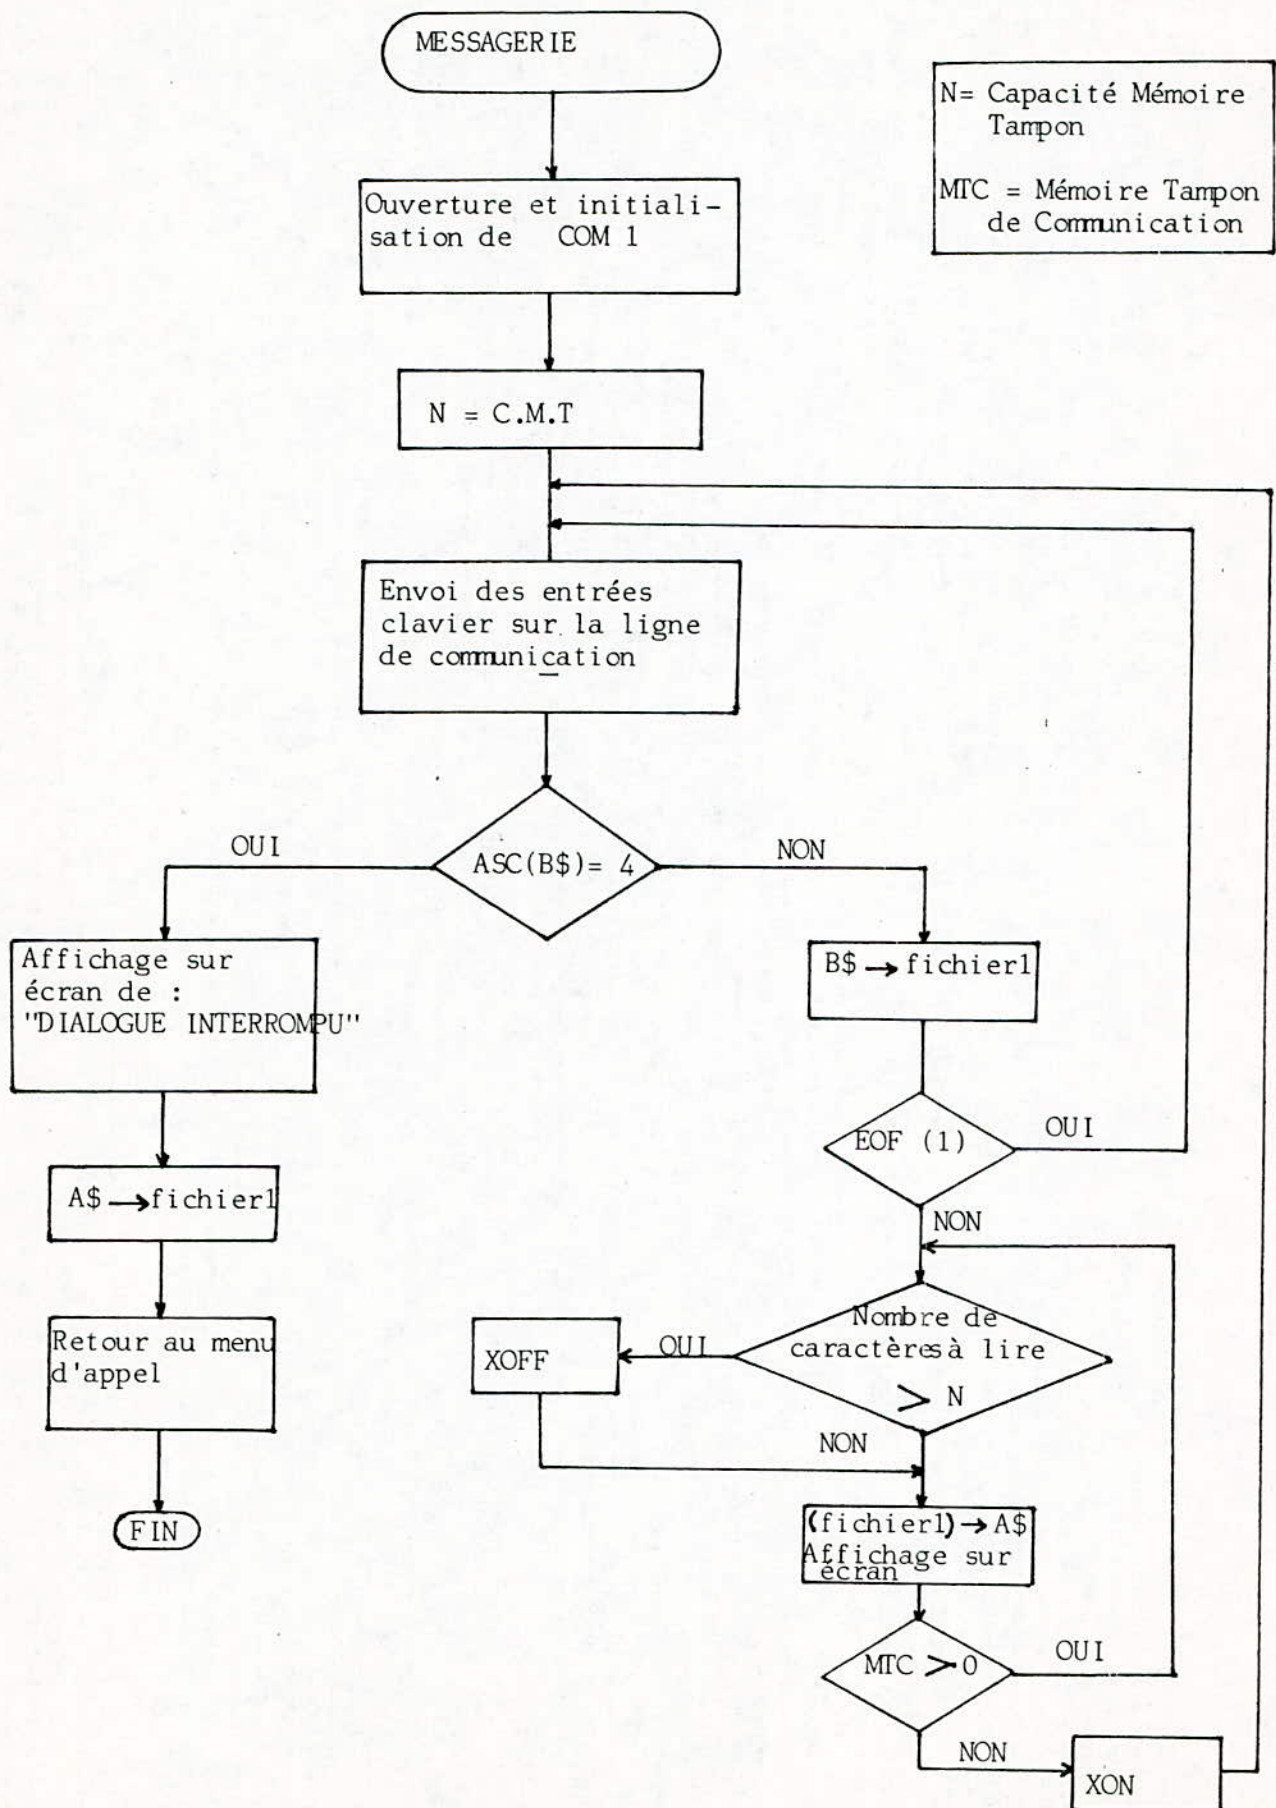 MESSAGERIE
N= Capacité Mémoire
Tampon
MTC = Mémoire Tampon
de Communication
Ouverture et initiali-
sation de COM 1
N = C.M.T
Envoi des entrées
clavier sur la ligne
de communication
OUI
ASC(B$)= 4
NON
Affichage sur
écran de :
"DIALOGUE INTERROMPU"
B$ → fichier1
EOF (1)
OUI
NON
A$ → fichier1
Nombre de
caractères à lire
> N
OUI
XOFF
NON
Retour au menu
d'appel
FIN
(fichier1) → A$
Affichage sur
écran
MTC > 0
OUI
NON
XON